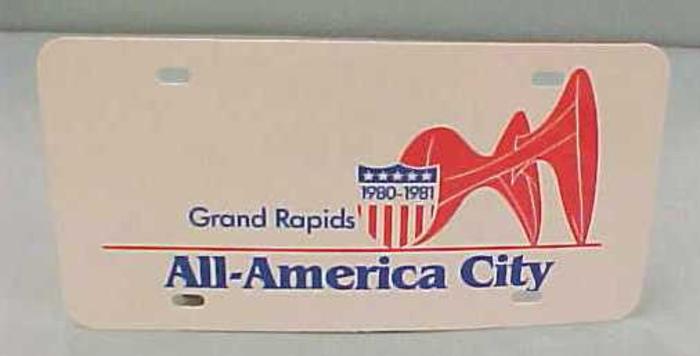 1980-1981
Grand Rapids
All-America City